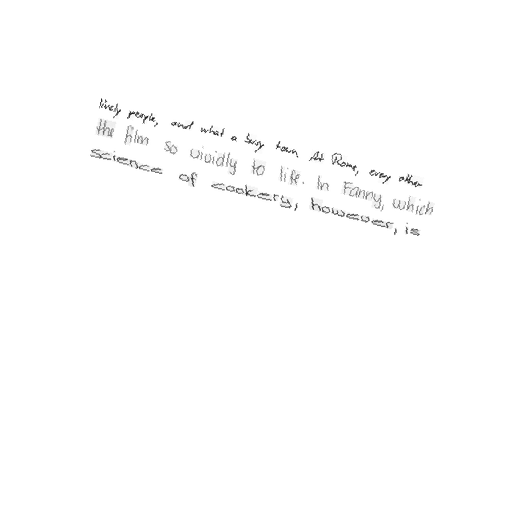 lively people, and what a busy town. At Rome, every other
the film so vividly to life. In Fanny, which
science of cookery, however, is